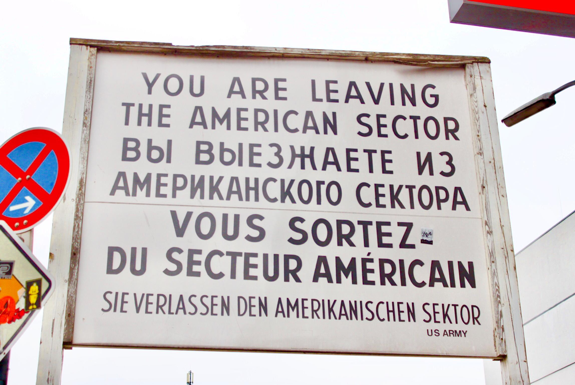 YOU ARE LEAVING
THE AMERICAN SECTOR
ВЫ ВЫЕЗЖАЕТЕ ИЗ
АМЕРИКАНСКОГО СЕКТОРА
VOUS SORTEZ
DU SECTEUR AMÉRICAIN
SIE VERLASSEN DEN AMERIKANISCHEN SEKTOR
US ARMY